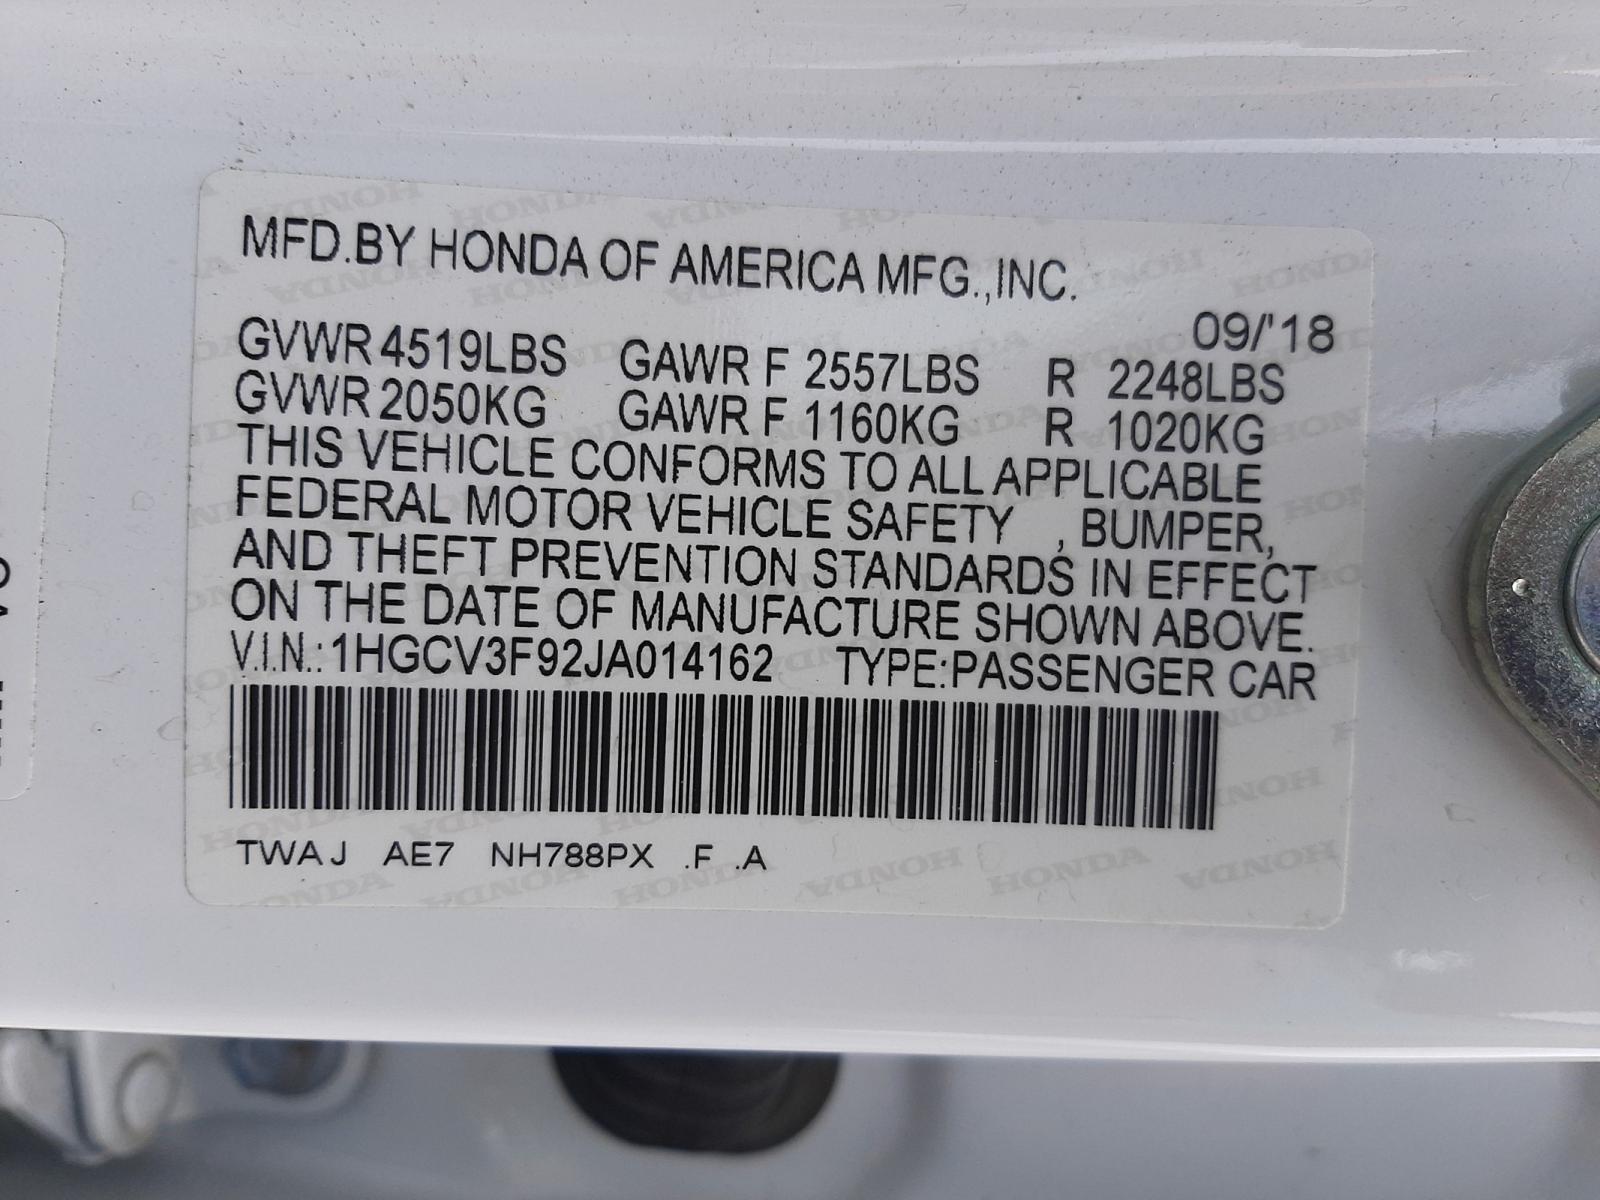 MFD.BY HONDA OF AMERICA MFG.,INC.
09/'18
GVWR 4519LBS GAWR F 2557LBS R 2248LBS
GVWR 2050KG GAWR F 1160KG R 1020KG
THIS VEHICLE CONFORMS TO ALL APPLICABLE
FEDERAL MOTOR VEHICLE SAFETY , BUMPER,
AND THEFT PREVENTION STANDARDS IN EFFECT
ON THE DATE OF MANUFACTURE SHOWN ABOVE.
V.I.N.: 1HGCV3F92JA014162 TYPE:PASSENGER CAR
TWAJ AE7 NH788PX .F .A